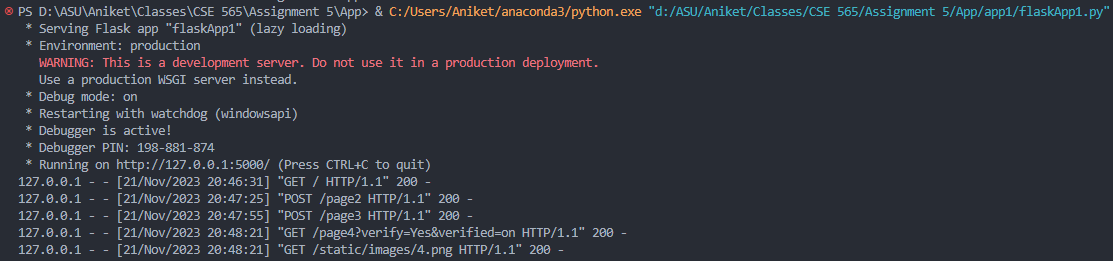 PS D:\ASU\Aniket\Classes\CSE 565\Assignment 5\App> & C:/Users/Aniket/anaconda3/python.exe "d:/ASU/Aniket/Classes/CSE 565/Assignment 5/App/app1/flaskApp1.py"
* Serving Flask app "flaskApp1" (lazy loading)
* Environment: production
WARNING: This is a development server. Do not use it in a production deployment.
Use a production WSGI server instead.
* Debug mode: on
* Restarting with watchdog (windowsapi)
* Debugger is active!
* Debugger PIN: 198-881-874
* Running on http://127.0.0.1:5000/ (Press CTRL+C to quit)
127.0.0.1 - - [21/Nov/2023 20:46:31] "GET / HTTP/1.1" 200 -
127.0.0.1 - - [21/Nov/2023 20:47:25] "POST /page2 HTTP/1.1" 200 -
127.0.0.1 - - [21/Nov/2023 20:47:55] "POST /page3 HTTP/1.1" 200 -
127.0.0.1 - - [21/Nov/2023 20:48:21] "GET /page4?verify=Yes&verified=on HTTP/1.1" 200 -
127.0.0.1 - - [21/Nov/2023 20:48:21] "GET /static/images/4.png HTTP/1.1" 200 -